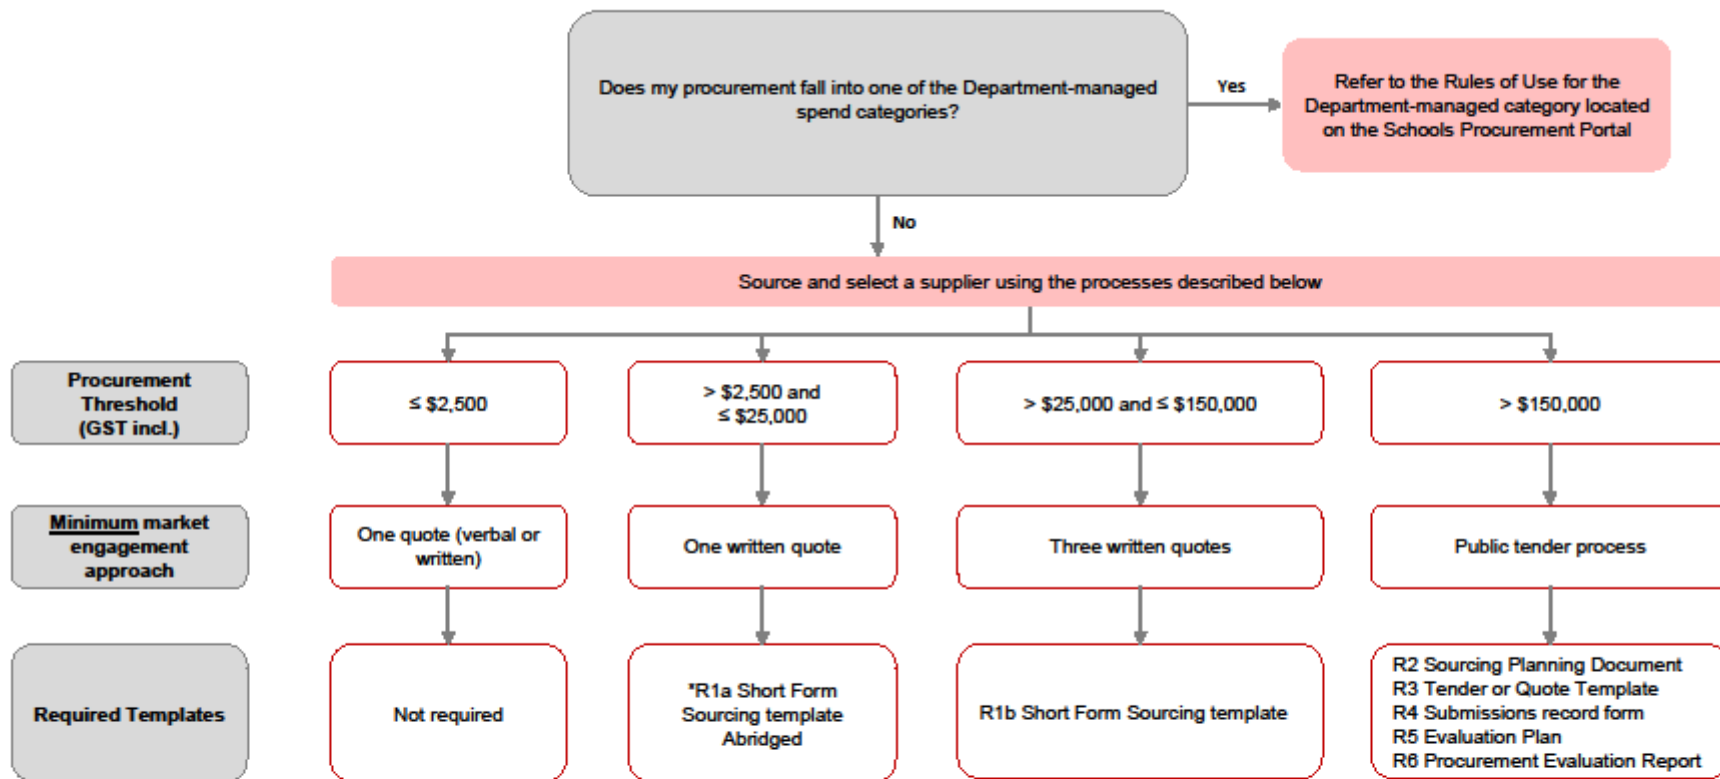 Does my procurement fall into one of the Department-managed
spend categories?
Yes
Refer to the Rules of Use for the
Department-managed category located
on the Schools Procurement Portal
No
Source and select a supplier using the processes described below
Procurement
Threshold
(GST incl.)
≤ $2,500
> $2,500 and
≤ $25,000
> $25,000 and ≤ $150,000
> $150,000
Minimum market
engagement
approach
One quote (verbal or
written)
One written quote
Three written quotes
Public tender process
Required Templates
Not required
*R1a Short Form
Sourcing template
Abridged
R1b Short Form Sourcing template
R2 Sourcing Planning Document
R3 Tender or Quote Template
R4 Submissions record form
R5 Evaluation Plan
R6 Procurement Evaluation Report